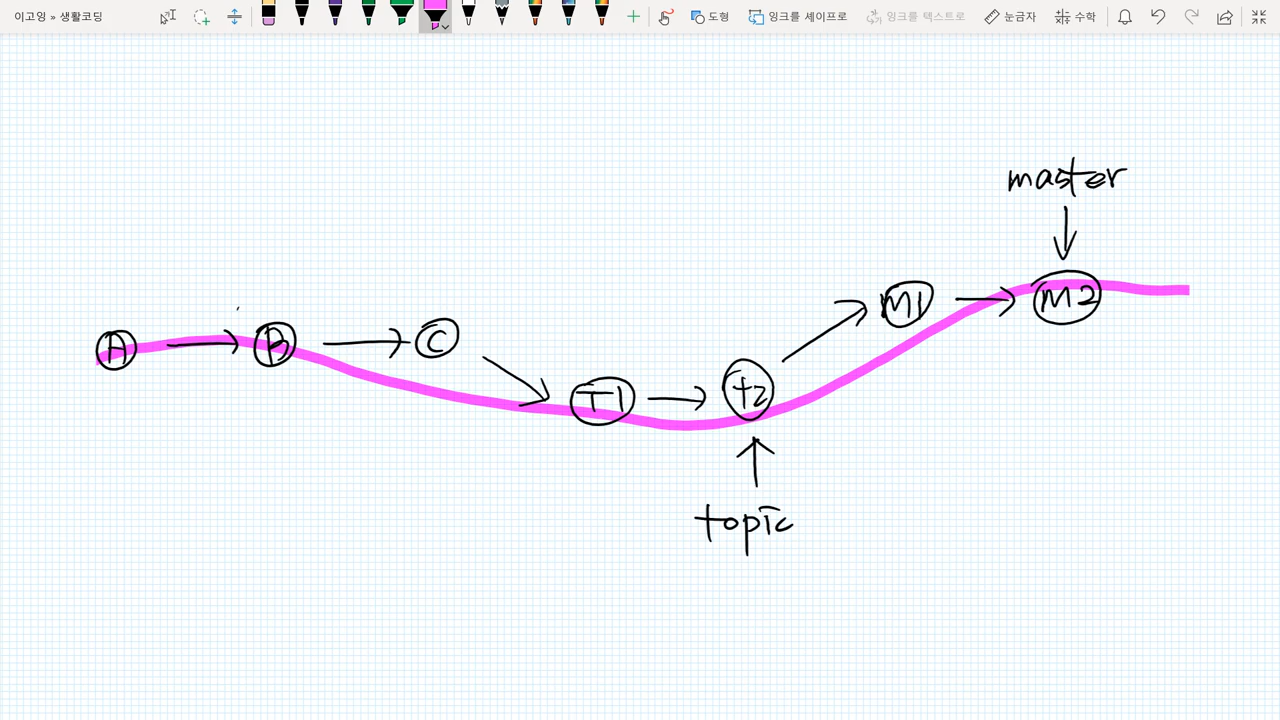 이고잉 » 생활코딩
도형
잉크를 셰이프로
잉크를 텍스트로
눈금자
수학
master
A
B
C
T1
t2
M1
M2
topic